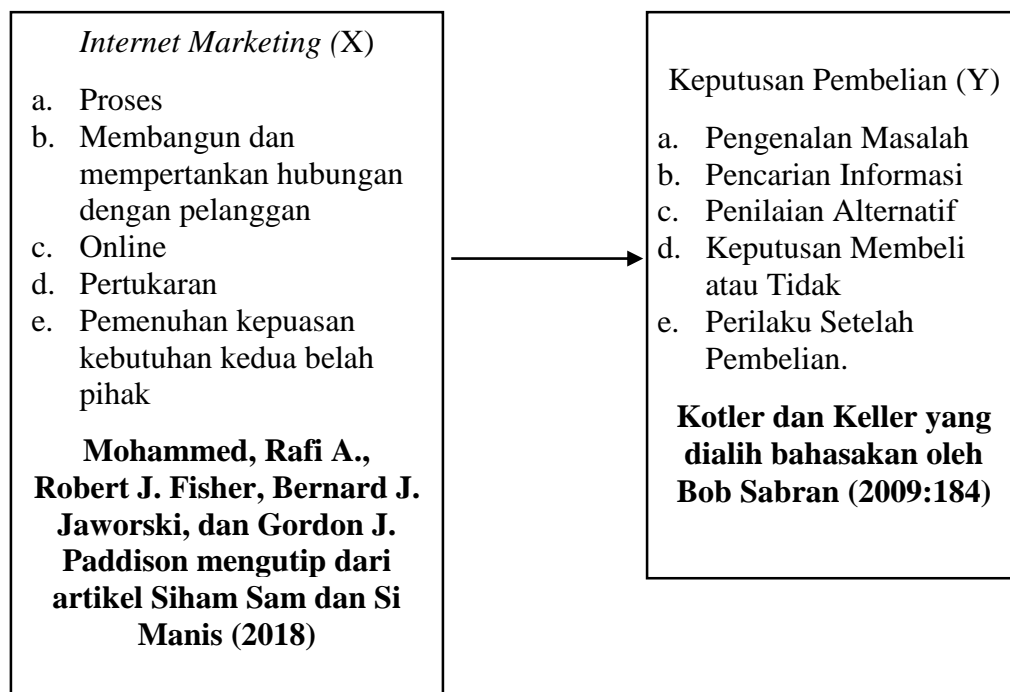 Internet Marketing (X)
a. Proses
b. Membangun dan
mempertankan hubungan
dengan pelanggan
c. Online
d. Pertukaran
e. Pemenuhan kepuasan
kebutuhan kedua belah
pihak
Mohammed, Rafi A.,
Robert J. Fisher, Bernard J.
Jaworski, dan Gordon J.
Paddison mengutip dari
artikel Siham Sam dan Si
Manis (2018)
Keputusan Pembelian (Y)
a. Pengenalan Masalah
b. Pencarian Informasi
c. Penilaian Alternatif
d. Keputusan Membeli
atau Tidak
e. Perilaku Setelah
Pembelian.
Kotler dan Keller yang
dialih bahasakan oleh
Bob Sabran (2009:184)